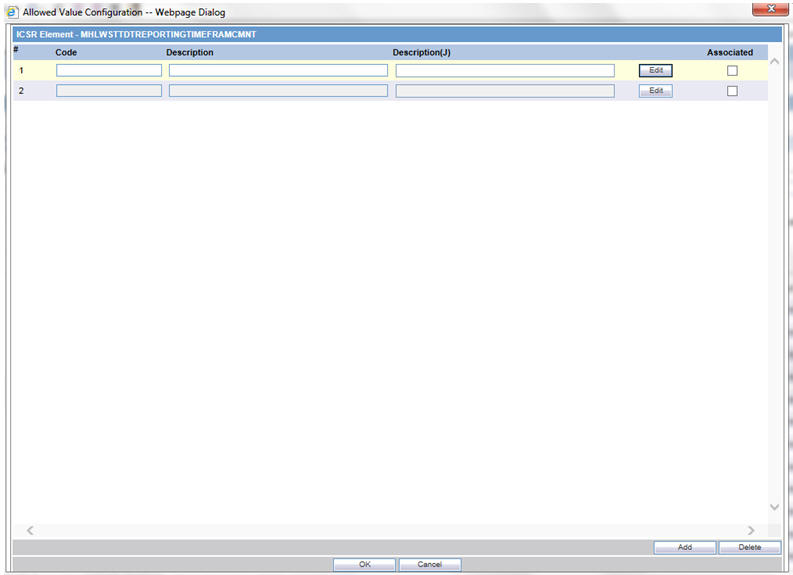 Allowed Value Configuration -- Webpage Dialog
ICSR Element - MHLWSTTDTREPORTINGTIMEFRAMCMNT
# Code Description Description(J) Associated
1 Edit
2 Edit
Add Delete
OK Cancel